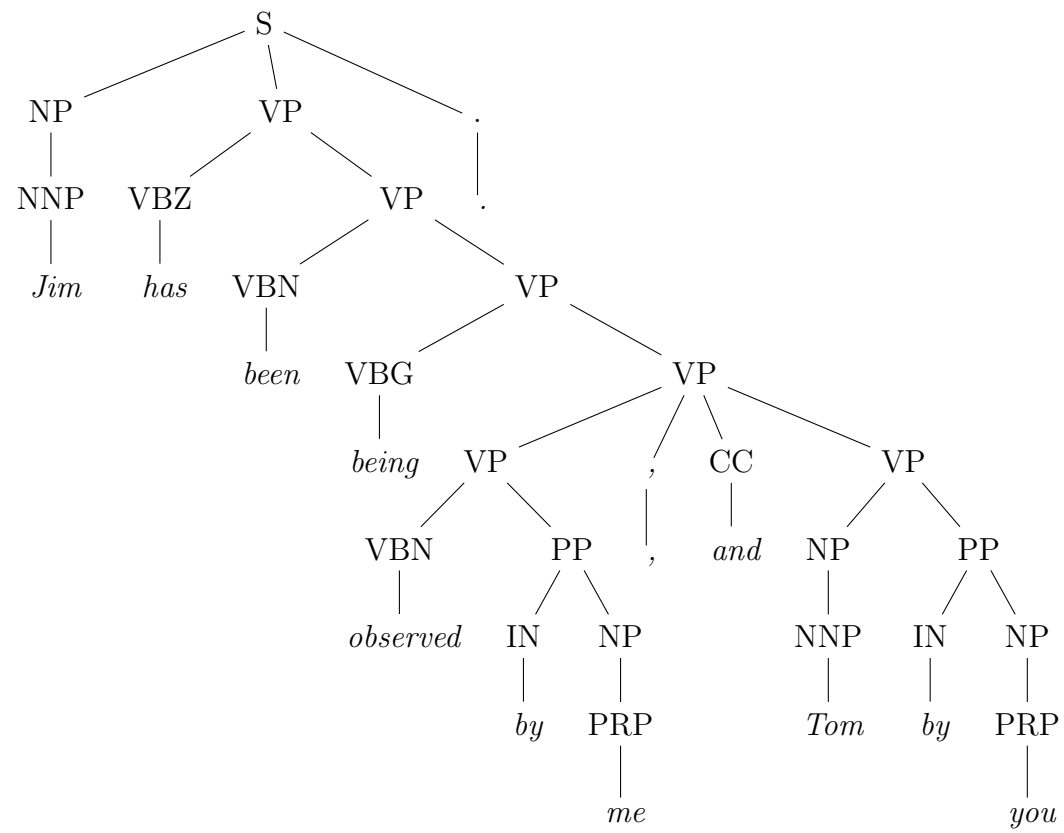 S
NP VP .
NNP VBZ VP .
Jim has VBN VP
been VBG VP
being VP , CC VP
VBN PP , and NP PP
observed IN NP NNP IN NP
by PRP Tom by PRP
me you